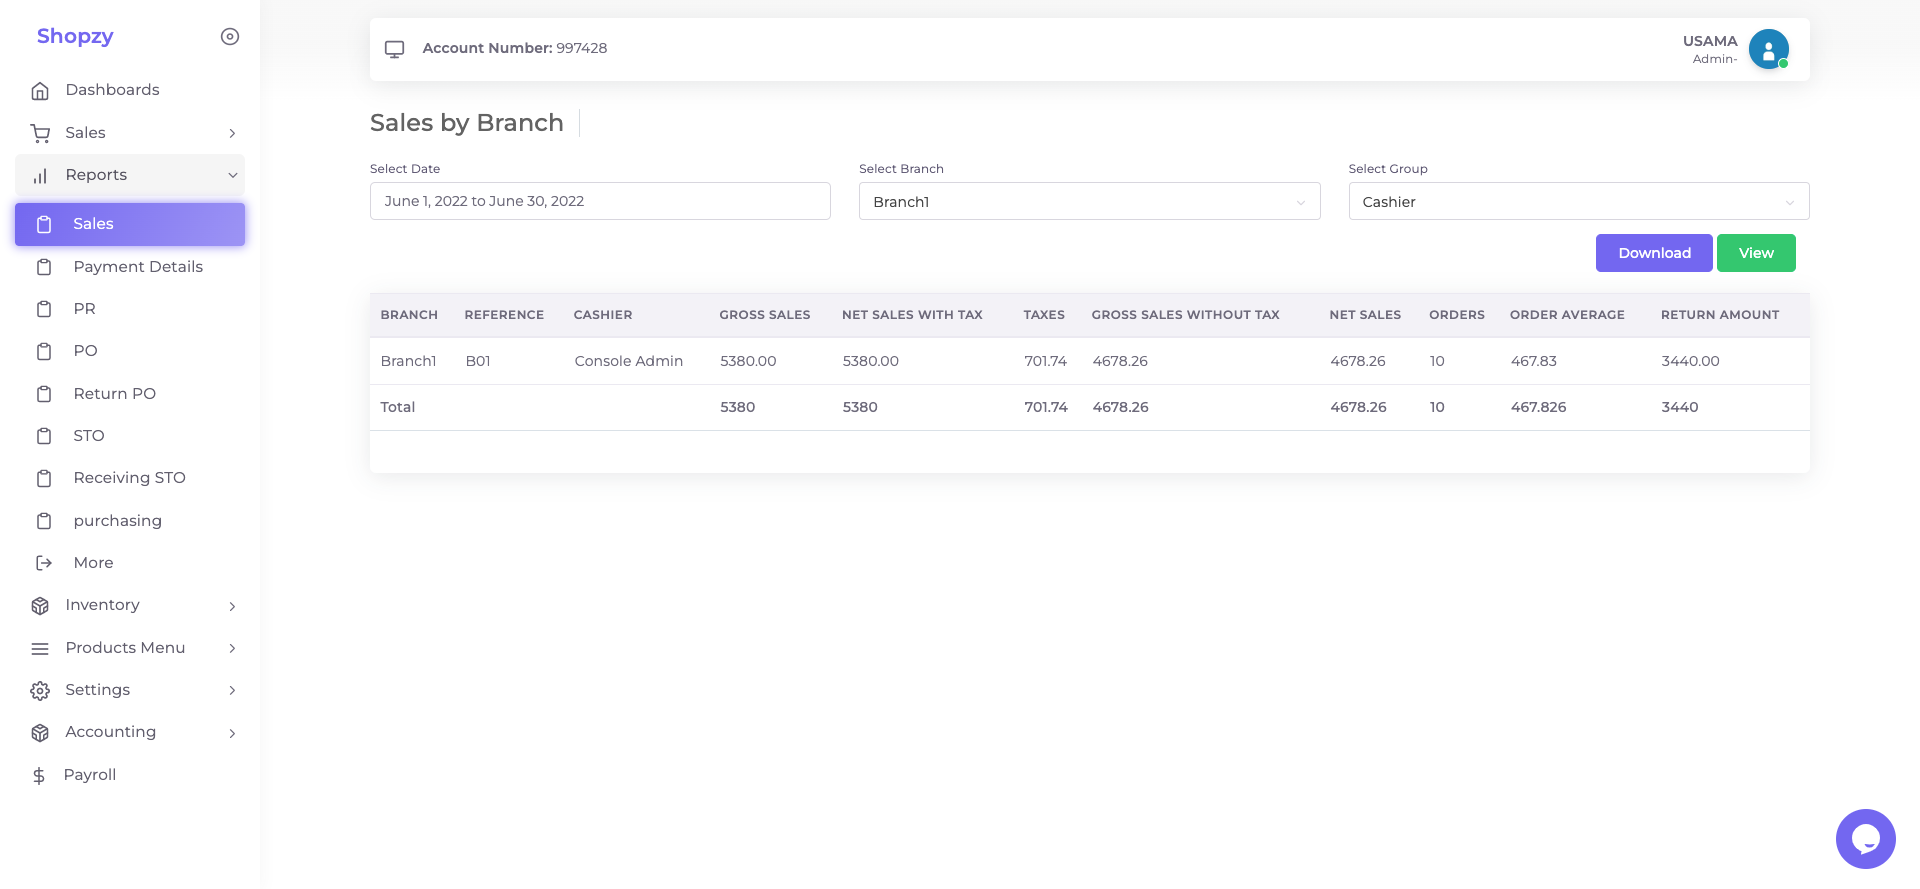 Shopzy
Dashboards
Sales
Reports
Sales
Payment Details
PR
PO
Return PO
STO
Receiving STO
purchasing
More
Inventory
Products Menu
Settings
Accounting
Payroll
Account Number: 997428
USAMA
Admin-
Sales by Branch
Select Date
Select Branch
Select Group
June 1, 2022 to June 30, 2022
Branch1
Cashier
Download
View
BRANCH REFERENCE CASHIER GROSS SALES NET SALES WITH TAX TAXES GROSS SALES WITHOUT TAX NET SALES ORDERS ORDER AVERAGE RETURN AMOUNT
Branch1 B01 Console Admin 5380.00 5380.00 701.74 4678.26 4678.26 10 467.83 3440.00
Total 5380 5380 701.74 4678.26 4678.26 10 467.826 3440